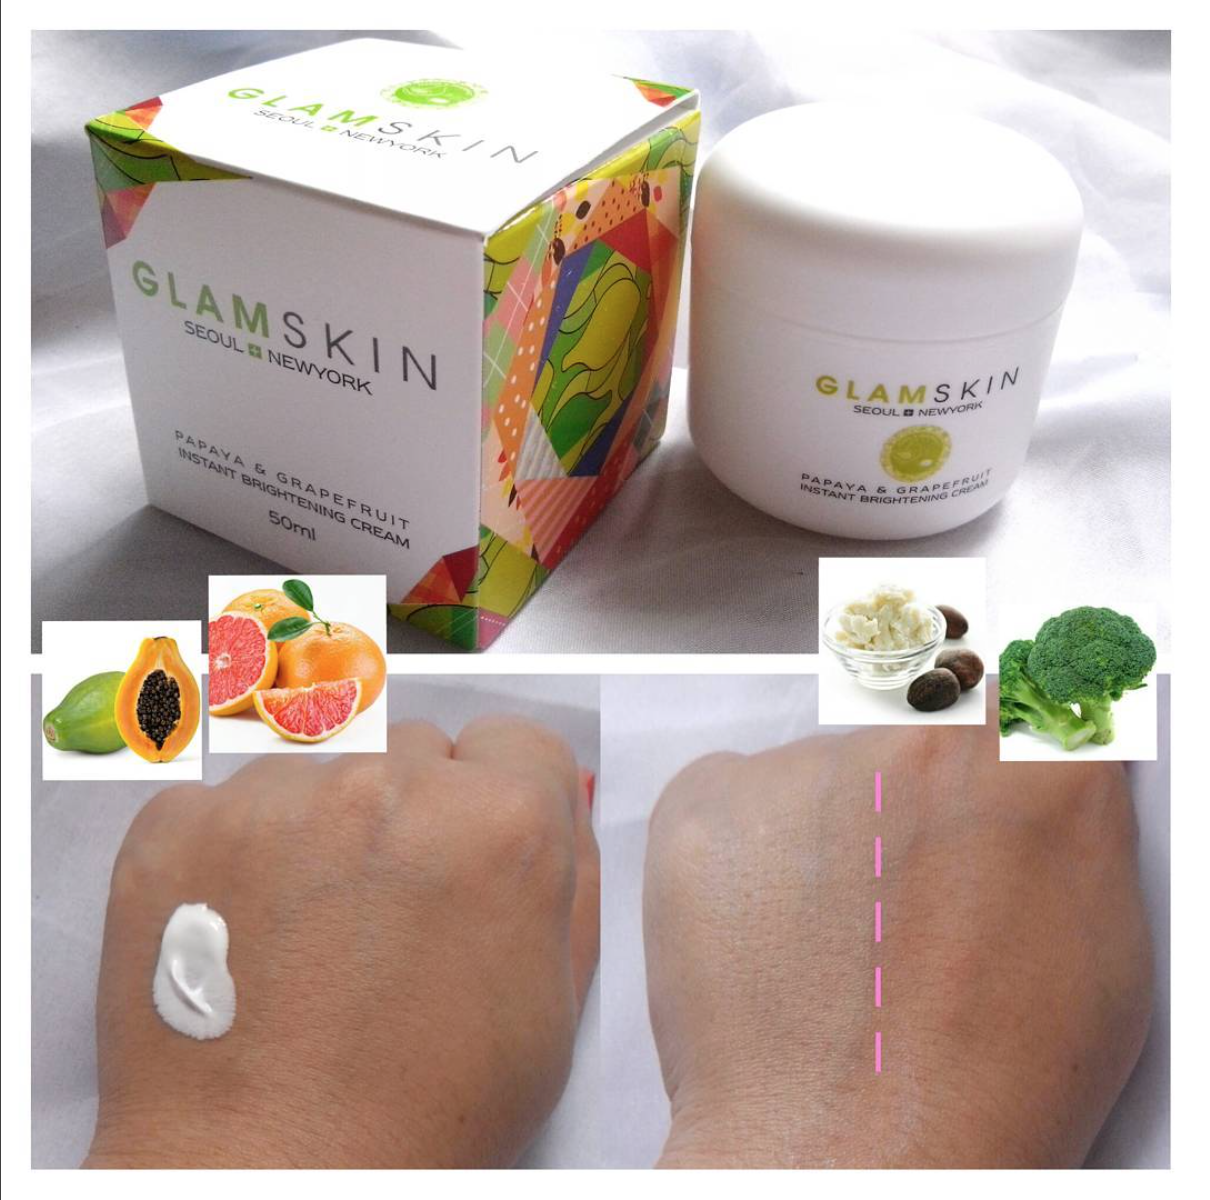 GLAMSKIN
SEOUL + NEWYORK
GLAMSKIN
SEOUL + NEWYORK
PAPAYA & GRAPEFRUIT
INSTANT BRIGHTENING CREAM
50ml
GLAMSKIN
SEOUL + NEWYORK
PAPAYA & GRAPEFRUIT
INSTANT BRIGHTENING CREAM